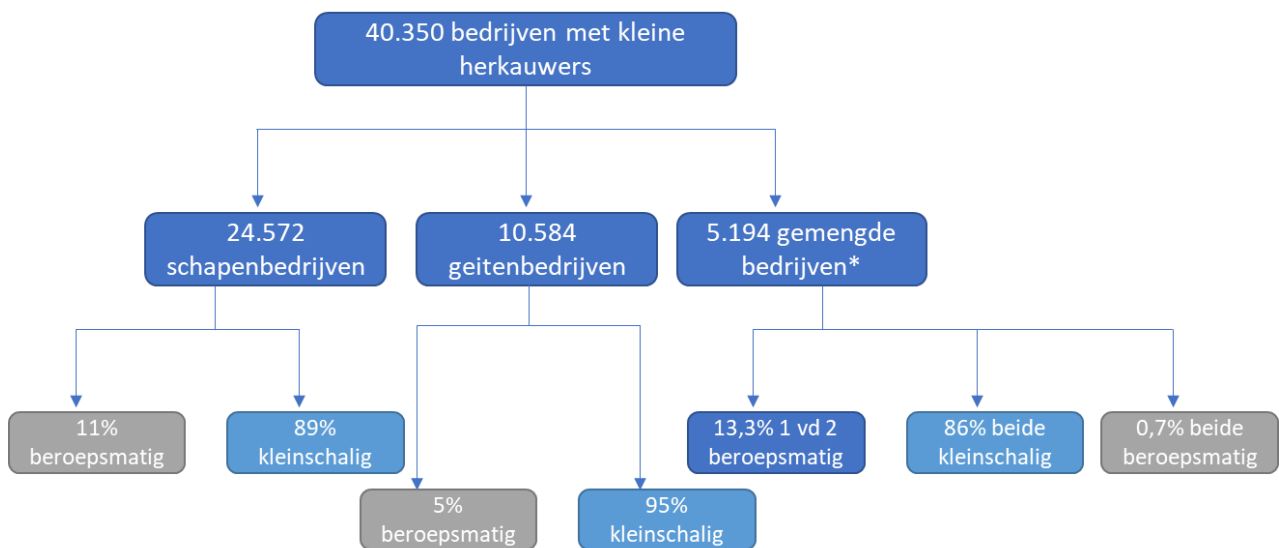 40.350 bedrijven met kleine
herkauwers
24.572
schapenbedrijven
10.584
geitenbedrijven
5.194 gemengde
bedrijven*
11%
beroepsmatig
89%
kleinschalig
5%
beroepsmatig
95%
kleinschalig
13,3% 1 vd 2
beroepsmatig
86% beide
kleinschalig
0,7% beide
beroepsmatig